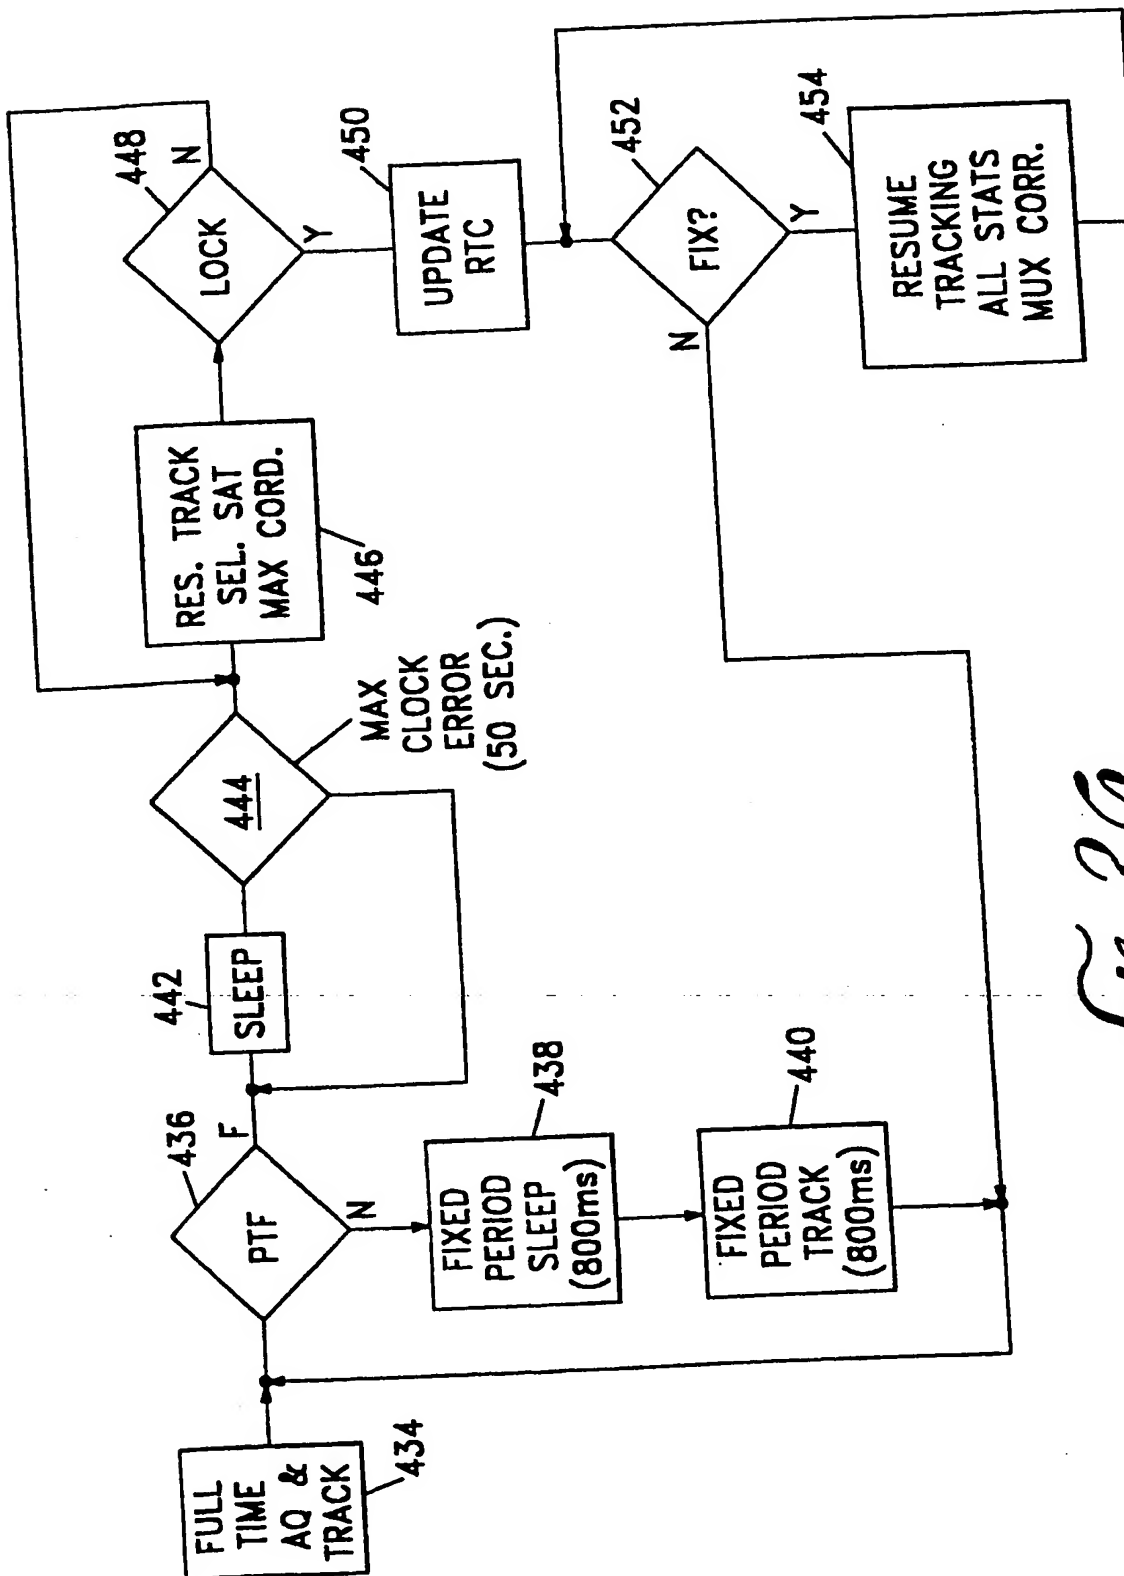 FULL
TIME
AQ &
TRACK
434
PTF
436
F
N
FIXED
PERIOD
SLEEP
(800ms)
438
FIXED
PERIOD
TRACK
(800ms)
440
SLEEP
442
444
MAX
CLOCK
ERROR
(50 SEC.)
RES. TRACK
SEL. SAT
MAX CORD.
446
LOCK
448
N
Y
UPDATE
RTC
450
FIX?
452
N
Y
RESUME
TRACKING
ALL STATS
MUX CORR.
454